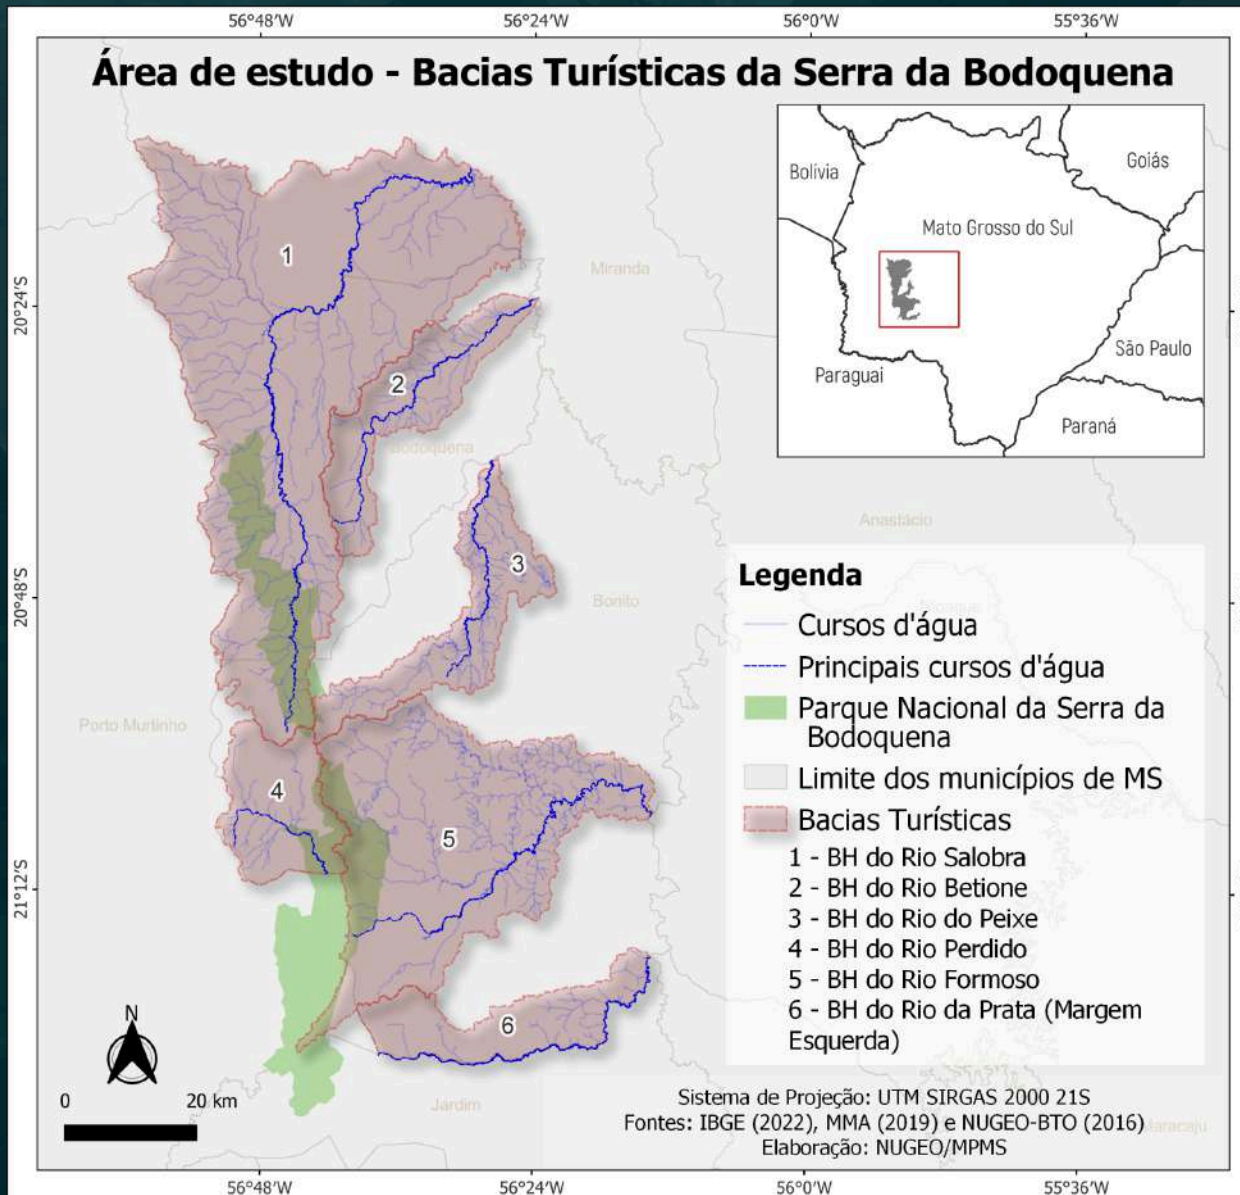 56°48'W 56°24'W 56°0'W 55°36'W
Área de estudo - Bacias Turísticas da Serra da Bodoquena
Bolívia
Goiás
Mato Grosso do Sul
São Paulo
Paraguai
Paraná
1
Miranda
20°24'S
2
Bodoquena
Anastácio
3
20°48'S
Bonito
Porto Murtinho
4
5
21°12'S
6
Legenda
Cursos d'água
Principais cursos d'água
Parque Nacional da Serra da
Bodoquena
Limite dos municípios de MS
Bacias Turísticas
1 - BH do Rio Salobra
2 - BH do Rio Betione
3 - BH do Rio do Peixe
4 - BH do Rio Perdido
5 - BH do Rio Formoso
6 - BH do Rio da Prata (Margem
Esquerda)
N
0 20 km
Jardim
Maracaju
Sistema de Projeção: UTM SIRGAS 2000 21S
Fontes: IBGE (2022), MMA (2019) e NUGEO-BTO (2016)
Elaboração: NUGEO/MPMS
56°48'W 56°24'W 56°0'W 55°36'W